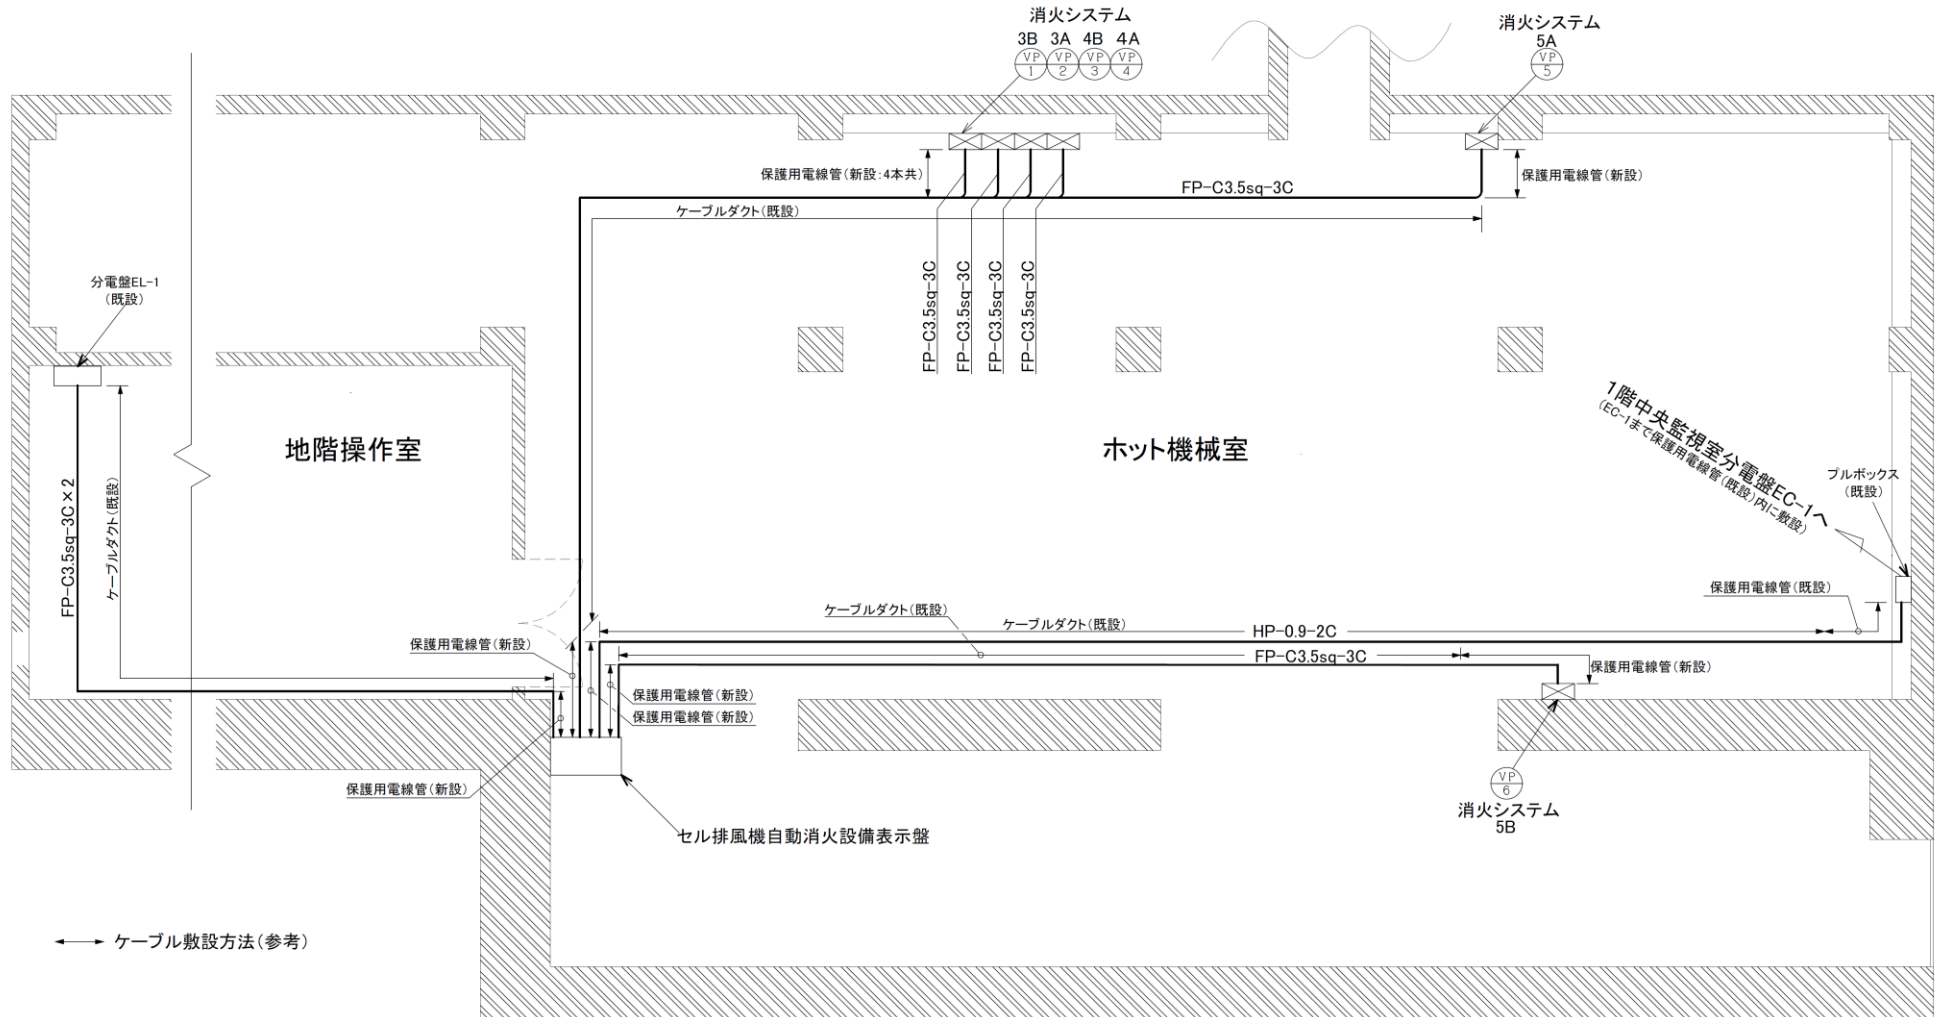 消火システム
3B 3A 4B 4A
VP 1
VP 2
VP 3
VP 4
消火システム
5A
VP 5
保護用電線管(新設:4本共)
FP-C3.5sq-3C
保護用電線管(新設)
ケーブルダクト(既設)
FP-C3.5sq-3C
FP-C3.5sq-3C
FP-C3.5sq-3C
FP-C3.5sq-3C
分電盤EL-1
(既設)
地階操作室
ホット機械室
1階中央監視室分電盤EC-1へ
(EC-1まで保護用電線管(既設)内に敷設)
プルボックス
(既設)
FP-C3.5sq-3C×2
ケーブルダクト(既設)
保護用電線管(既設)
ケーブルダクト(既設)
ケーブルダクト(既設)
HP-0.9-2C
保護用電線管(新設)
FP-C3.5sq-3C
保護用電線管(新設)
保護用電線管(新設)
保護用電線管(新設)
保護用電線管(新設)
VP 6
消火システム
5B
セル排風機自動消火設備表示盤
ケーブル敷設方法(参考)